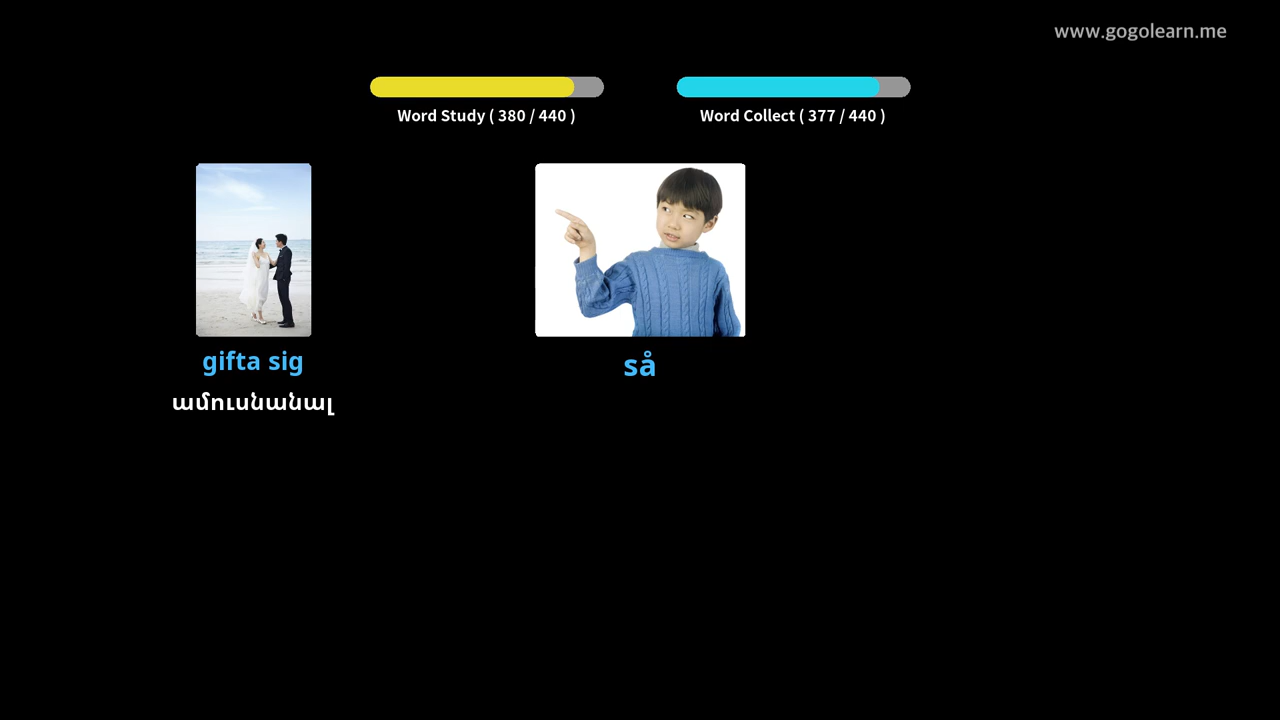 www.gogolearn.me
Word Study ( 380 / 440 )
Word Collect ( 377 / 440 )
gifta sig
så
ամուսնանալ